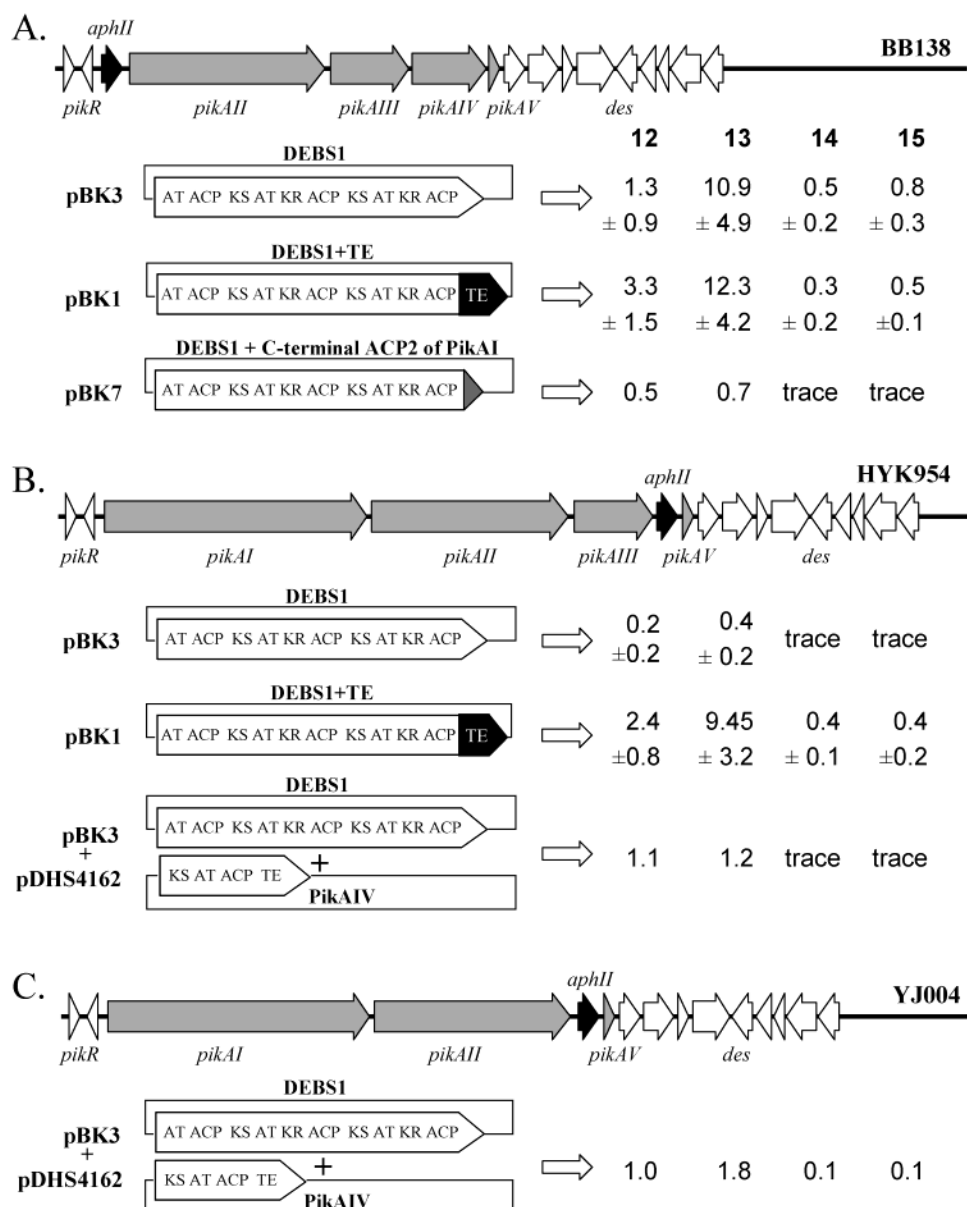 A.
aphII
BB138
pikR pikAII pikAIII pikAIV pikAV des
12 13 14 15
DEBS1
pBK3
AT ACP KS AT KR ACP KS AT KR ACP
1.3 10.9 0.5 0.8
± 0.9 ± 4.9 ± 0.2 ± 0.3
DEBS1+TE
pBK1
AT ACP KS AT KR ACP KS AT KR ACP TE
3.3 12.3 0.3 0.5
± 1.5 ± 4.2 ± 0.2 ±0.1
DEBS1 + C-terminal ACP2 of PikAI
pBK7
AT ACP KS AT KR ACP KS AT KR ACP
0.5 0.7 trace trace
B.
aphII
HYK954
pikR pikAI pikAII pikAIII pikAV des
DEBS1
pBK3
AT ACP KS AT KR ACP KS AT KR ACP
0.2 0.4 trace trace
±0.2 ± 0.2
DEBS1+TE
pBK1
AT ACP KS AT KR ACP KS AT KR ACP TE
2.4 9.45 0.4 0.4
±0.8 ± 3.2 ± 0.1 ±0.2
DEBS1
pBK3
+
pDHS4162
AT ACP KS AT KR ACP KS AT KR ACP
+
KS AT ACP TE
PikAIV
1.1 1.2 trace trace
C.
aphII
YJ004
pikR pikAI pikAII pikAV des
DEBS1
pBK3
+
pDHS4162
AT ACP KS AT KR ACP KS AT KR ACP
+
KS AT ACP TE
PikAIV
1.0 1.8 0.1 0.1